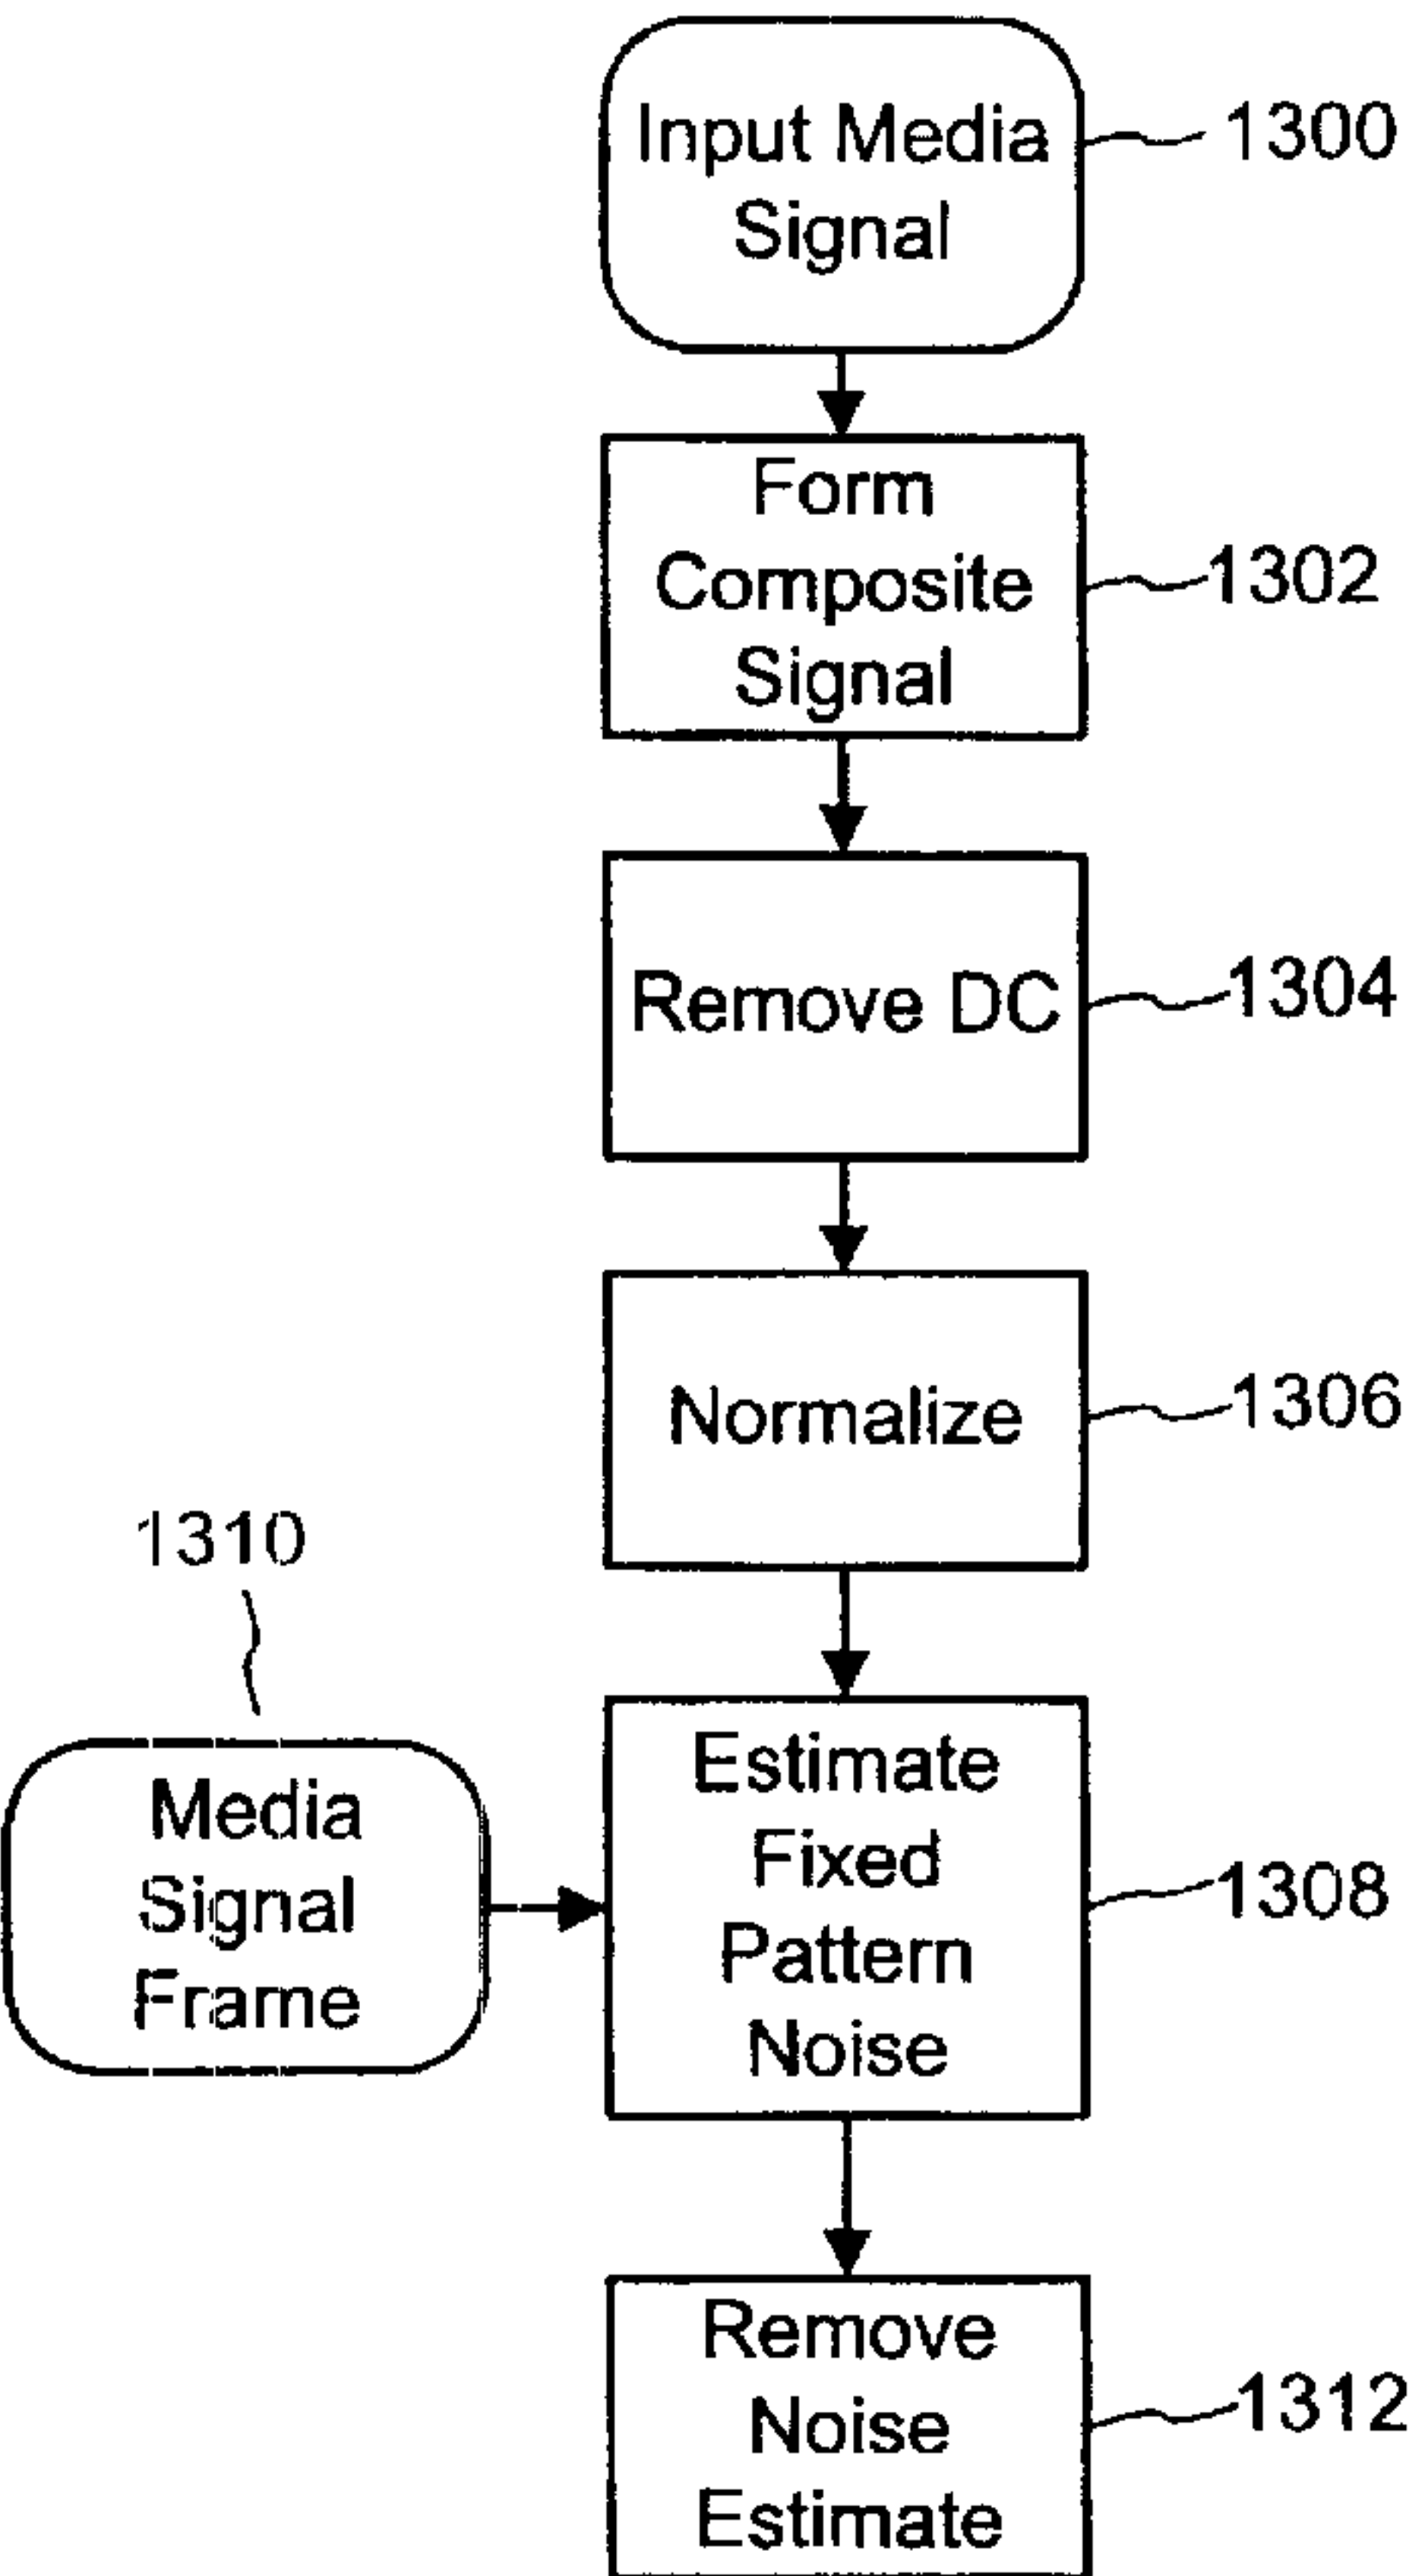 Input Media
Signal
1300
Form
Composite
Signal
1302
Remove DC
1304
Normalize
1306
1310
Media
Signal
Frame
Estimate
Fixed
Pattern
Noise
1308
Remove
Noise
Estimate
1312